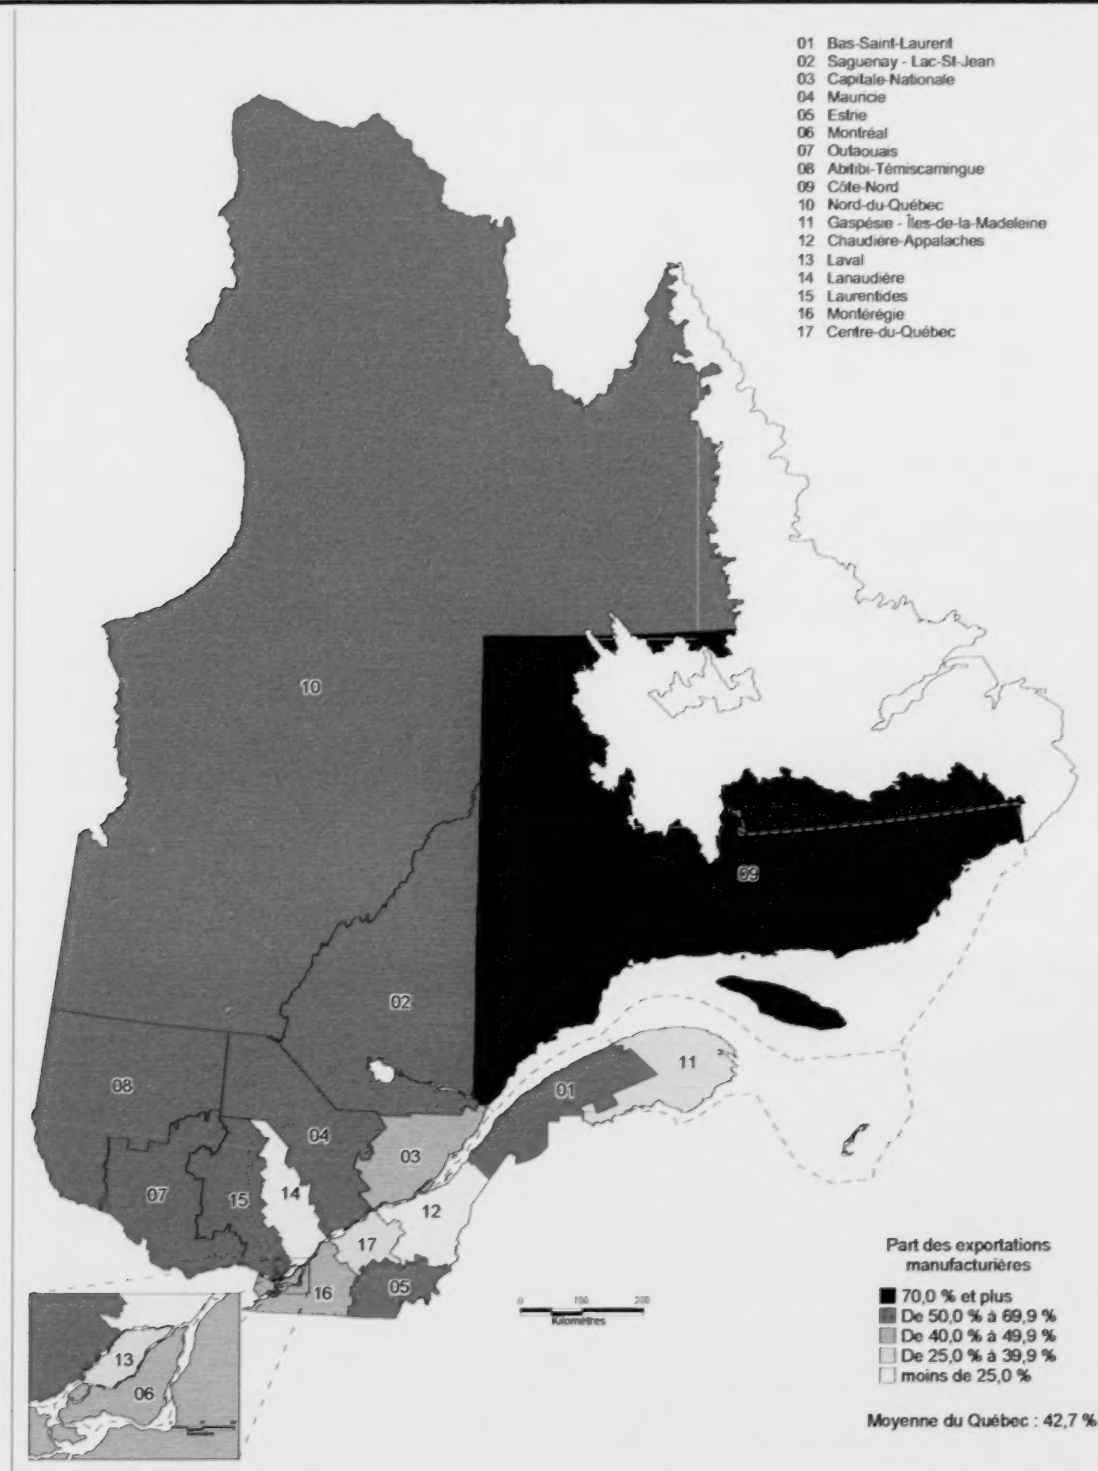 01 Bas-Saint-Laurent
02 Saguenay - Lac-St-Jean
03 Capitale-Nationale
04 Mauricie
05 Estrie
06 Montréal
07 Outaouais
08 Abitibi-Témiscamingue
09 Côte-Nord
10 Nord-du-Québec
11 Gaspésie - Îles-de-la-Madeleine
12 Chaudière-Appalaches
13 Laval
14 Lanaudière
15 Laurentides
16 Montérégie
17 Centre-du-Québec
10
09
02
11
01
08
04
03
07
15
14
12
17
05
16
13
06
0 100 200
Kilomètres
Part des exportations
manufacturières
70,0 % et plus
De 50,0 % à 69,9 %
De 40,0 % à 49,9 %
De 25,0 % à 39,9 %
moins de 25,0 %
Moyenne du Québec : 42,7 %